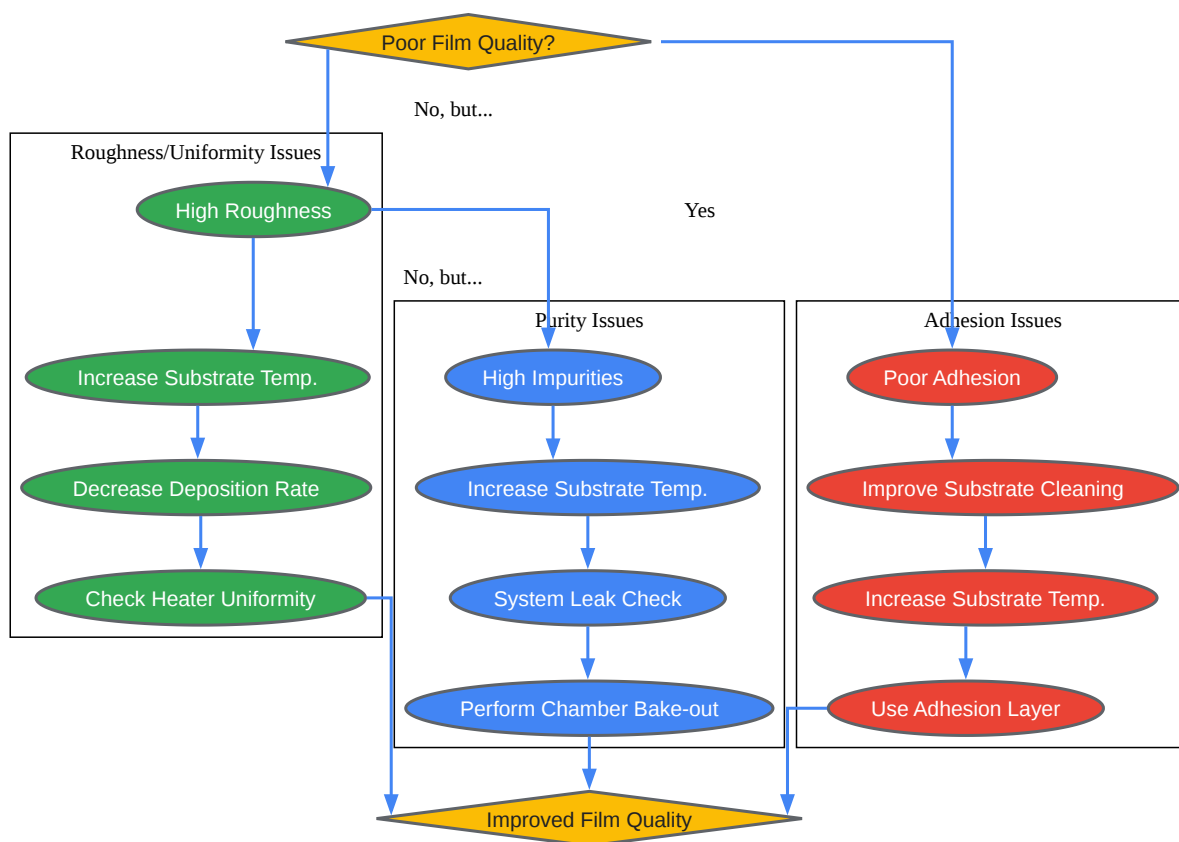 Poor Film Quality?
No, but...
Roughness/Uniformity Issues
High Roughness
Yes
No, but...
Purity Issues
Adhesion Issues
Increase Substrate Temp.
High Impurities
Poor Adhesion
Decrease Deposition Rate
Increase Substrate Temp.
Improve Substrate Cleaning
Check Heater Uniformity
System Leak Check
Increase Substrate Temp.
Perform Chamber Bake-out
Use Adhesion Layer
Improved Film Quality